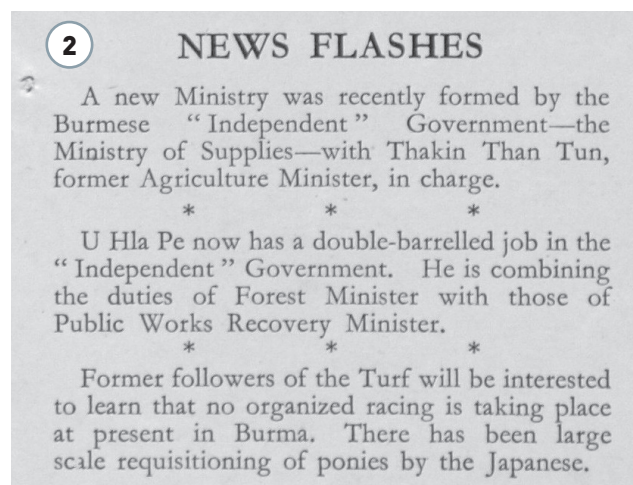 2
NEWS FLASHES
A new Ministry was recently formed by the
Burmese “ Independent ” Government—the
Ministry of Supplies—with Thakin Than Tun,
former Agriculture Minister, in charge.
* * *
U Hla Pe now has a double-barrelled job in the
“ Independent ” Government. He is combining
the duties of Forest Minister with those of
Public Works Recovery Minister.
* * *
Former followers of the Turf will be interested
to learn that no organized racing is taking place
at present in Burma. There has been large
scale requisitioning of ponies by the Japanese.